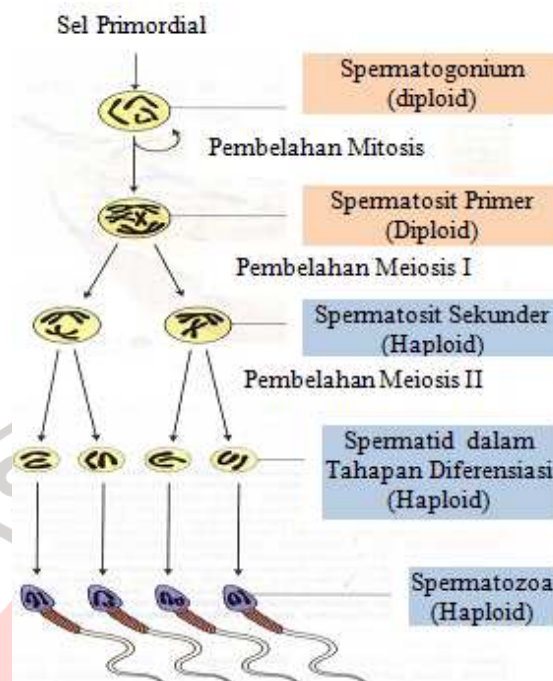 Sel Primordial
Spermatogonium
(diploid)
Pembelahan Mitosis
Spermatosit Primer
(Diploid)
Pembelahan Meiosis I
Spermatosit Sekunder
(Haploid)
Pembelahan Meiosis II
Spermatid dalam
Tahapan Diferensiasi
(Haploid)
Spermatozoa
(Haploid)